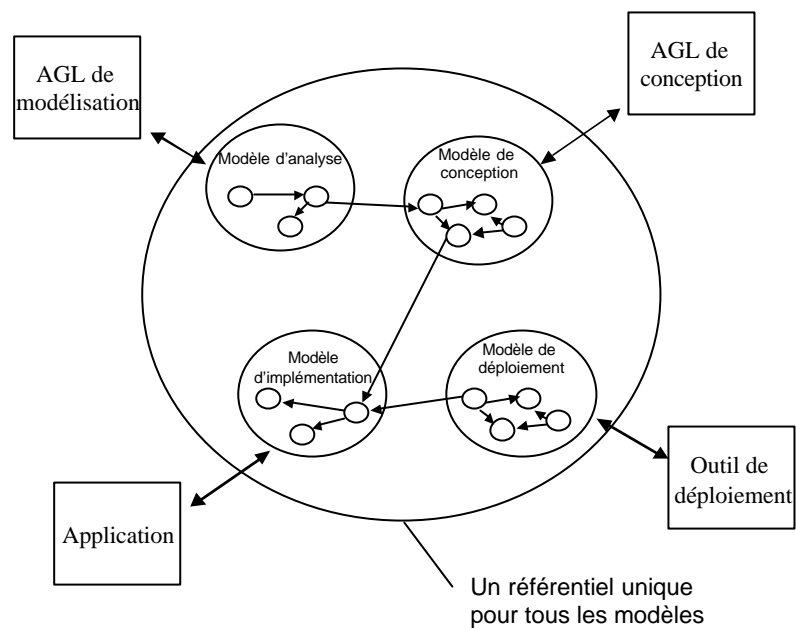 AGL de
modélisation
AGL de
conception
Modèle d'analyse
Modèle de
conception
Modèle
d'implémentation
Modèle de
déploiement
Application
Outil de
déploiement
Un référentiel unique
pour tous les modèles